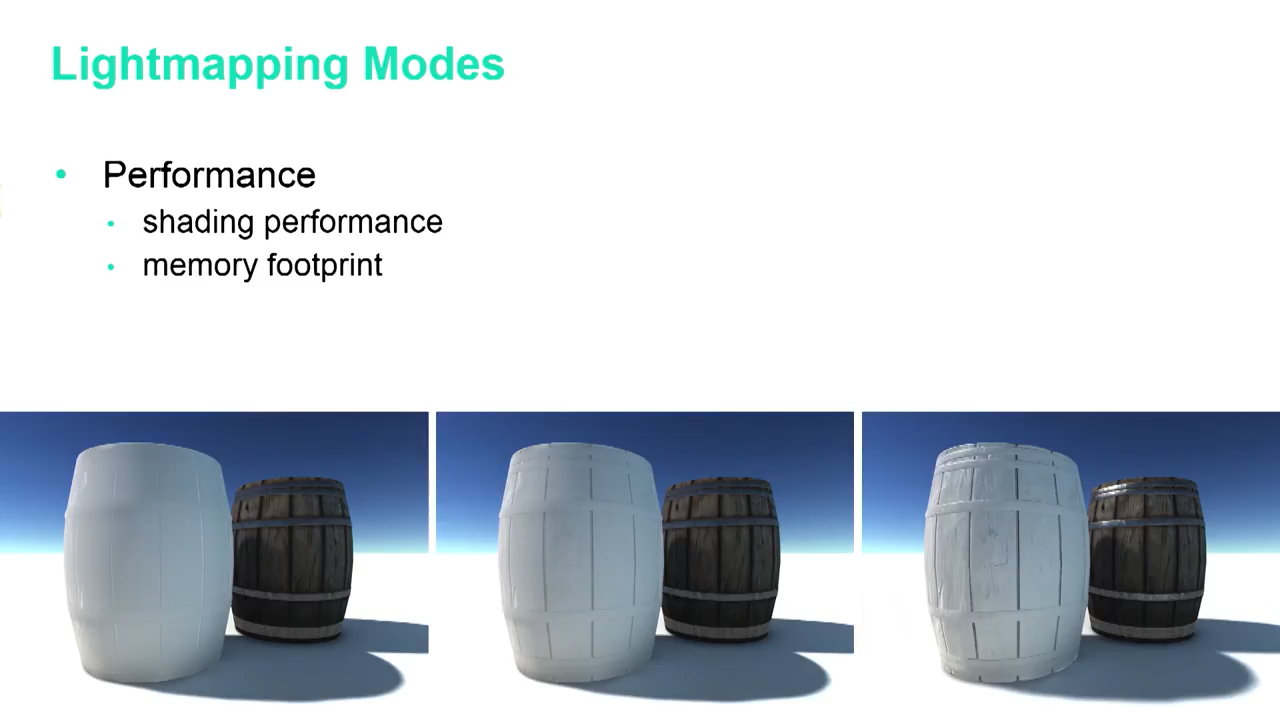 Lightmapping Modes
• Performance
• shading performance
• memory footprint